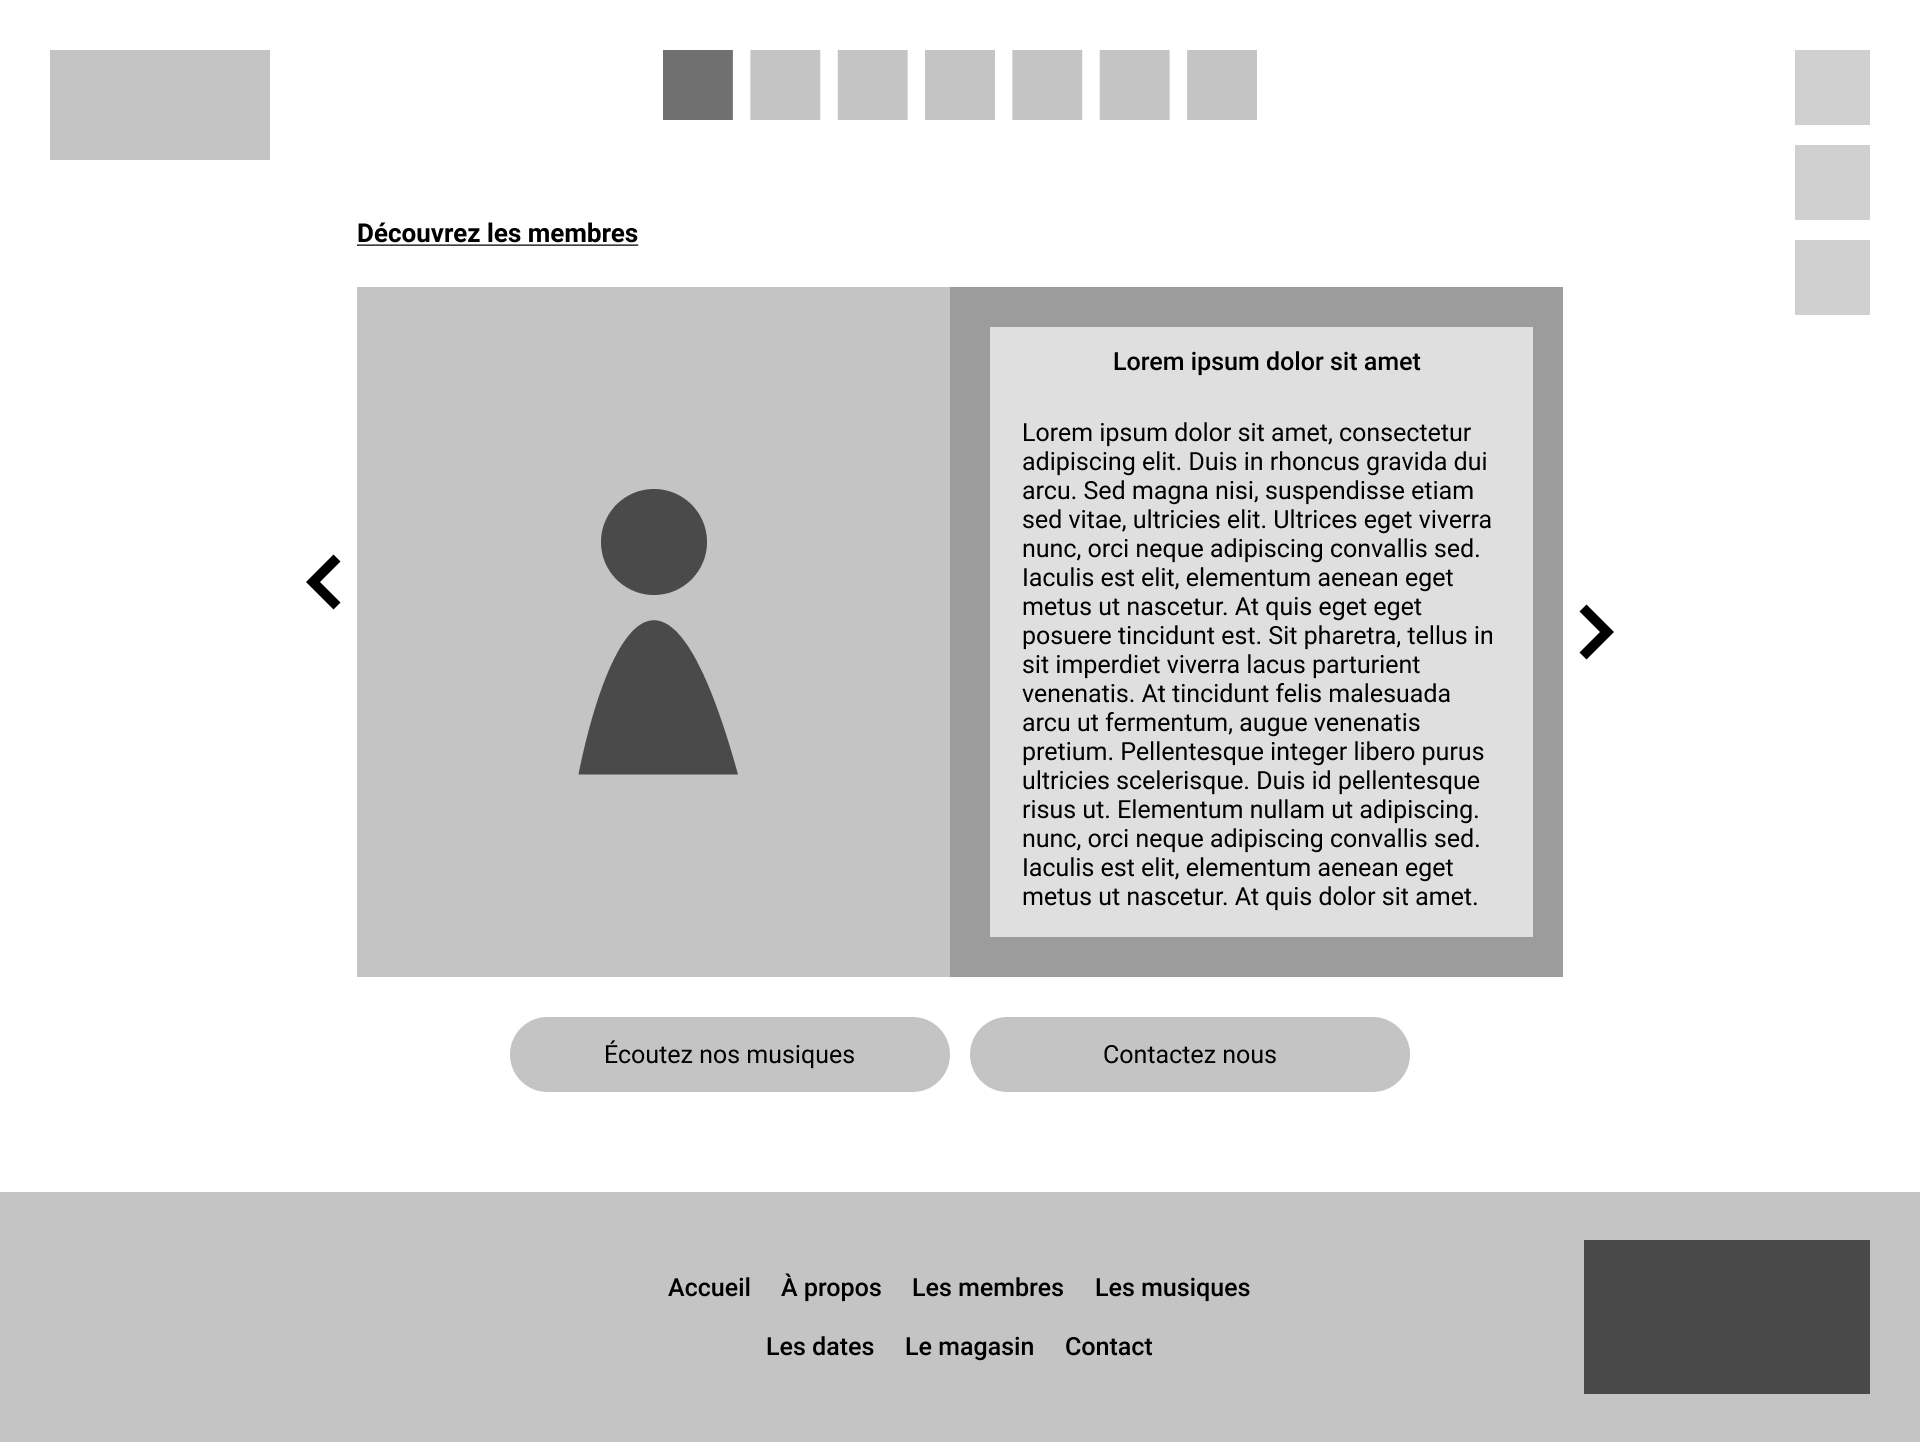 Découvrez les membres
Lorem ipsum dolor sit amet
Lorem ipsum dolor sit amet, consectetur
adipiscing elit. Duis in rhoncus gravida dui
arcu. Sed magna nisi, suspendisse etiam
sed vitae, ultricies elit. Ultrices eget viverra
nunc, orci neque adipiscing convallis sed.
Iaculis est elit, elementum aenean eget
metus ut nascetur. At quis eget eget
posuere tincidunt est. Sit pharetra, tellus in
sit imperdiet viverra lacus parturient
venenatis. At tincidunt felis malesuada
arcu ut fermentum, augue venenatis
pretium. Pellentesque integer libero purus
ultricies scelerisque. Duis id pellentesque
risus ut. Elementum nullam ut adipiscing.
nunc, orci neque adipiscing convallis sed.
Iaculis est elit, elementum aenean eget
metus ut nascetur. At quis dolor sit amet.
Écoutez nos musiques
Contactez nous
Accueil À propos Les membres Les musiques
Les dates Le magasin Contact